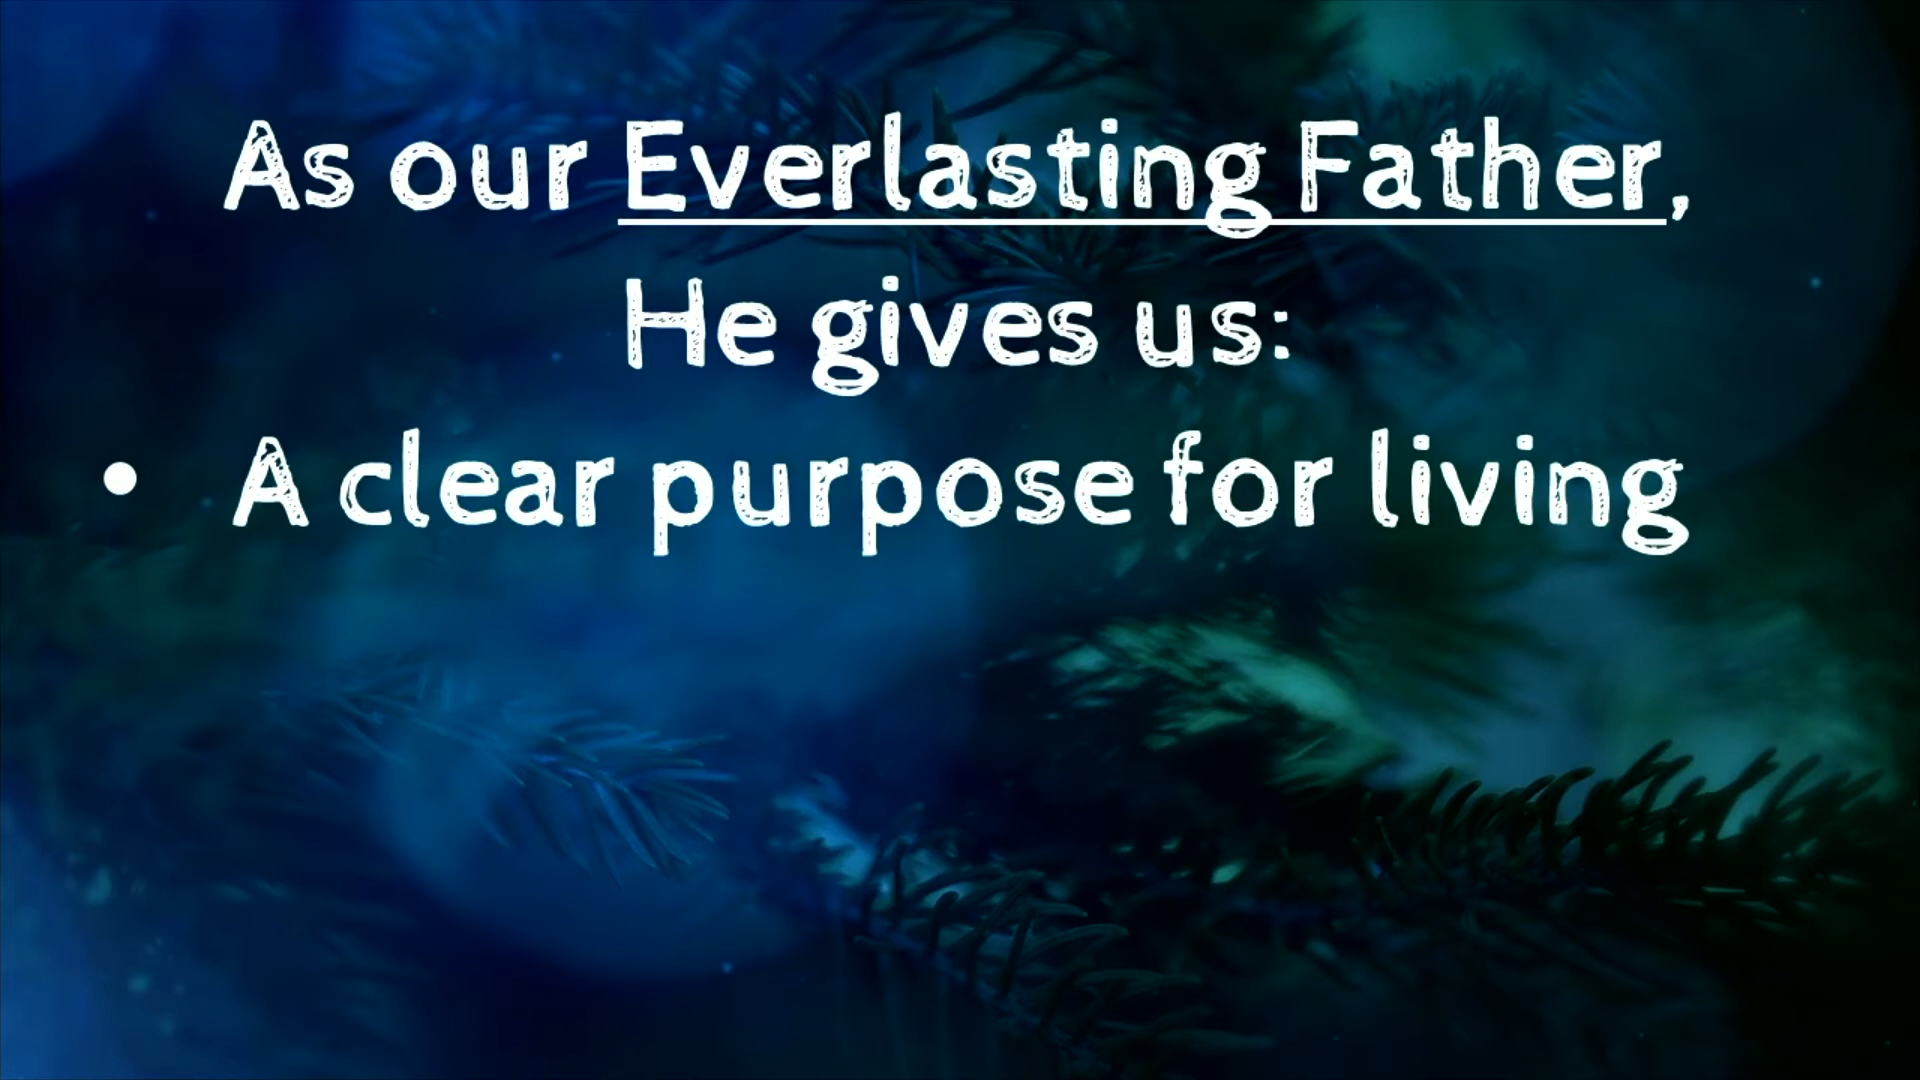 As our Everlasting Father,
He gives us:
• A clear purpose for living